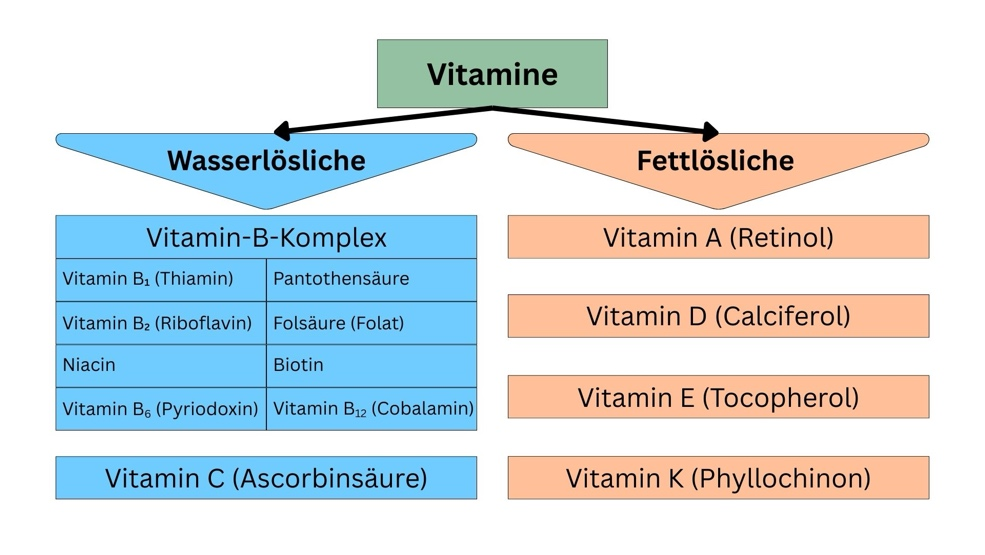 Vitamine
Wasserlösliche
Fettlösliche
Vitamin-B-Komplex
Vitamin B₁ (Thiamin)
Pantothensäure
Vitamin B₂ (Riboflavin)
Folsäure (Folat)
Niacin
Biotin
Vitamin B₆ (Pyriodoxin)
Vitamin B₁₂ (Cobalamin)
Vitamin C (Ascorbinsäure)
Vitamin A (Retinol)
Vitamin D (Calciferol)
Vitamin E (Tocopherol)
Vitamin K (Phyllochinon)